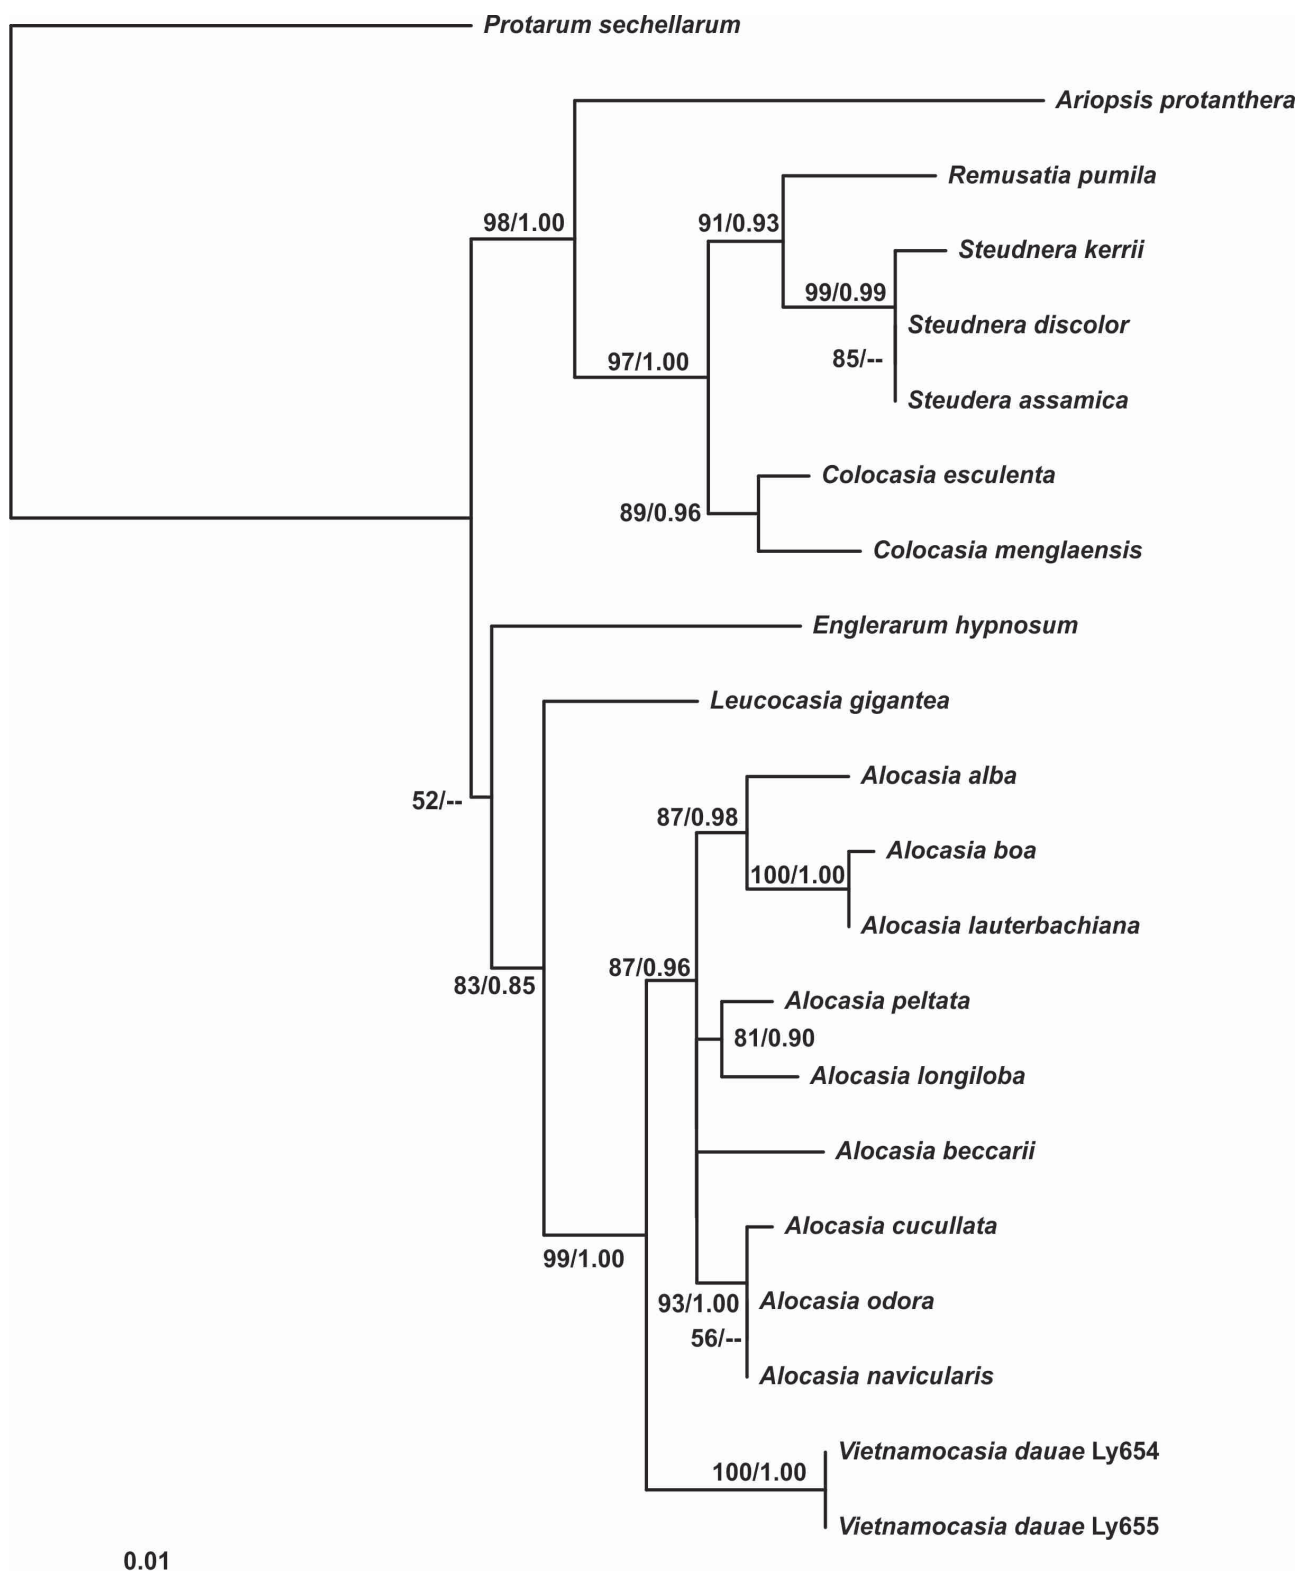 Protarum sechellarum
Ariopsis protanthera
Remusatia pumila
98/1.00
91/0.93
Steudnera kerrii
99/0.99
Steudnera discolor
85/--
97/1.00
Steudera assamica
Colocasia esculenta
89/0.96
Colocasia menglaensis
Englerarum hypnosum
Leucocasia gigantea
Alocasia alba
52/--
87/0.98
Alocasia boa
100/1.00
Alocasia lauterbachiana
87/0.96
83/0.85
Alocasia peltata
81/0.90
Alocasia longiloba
Alocasia beccarii
Alocasia cucullata
99/1.00
Alocasia odora
93/1.00
56/--
Alocasia navicularis
Vietnamocasia dauae Ly654
100/1.00
Vietnamocasia dauae Ly655
0.01